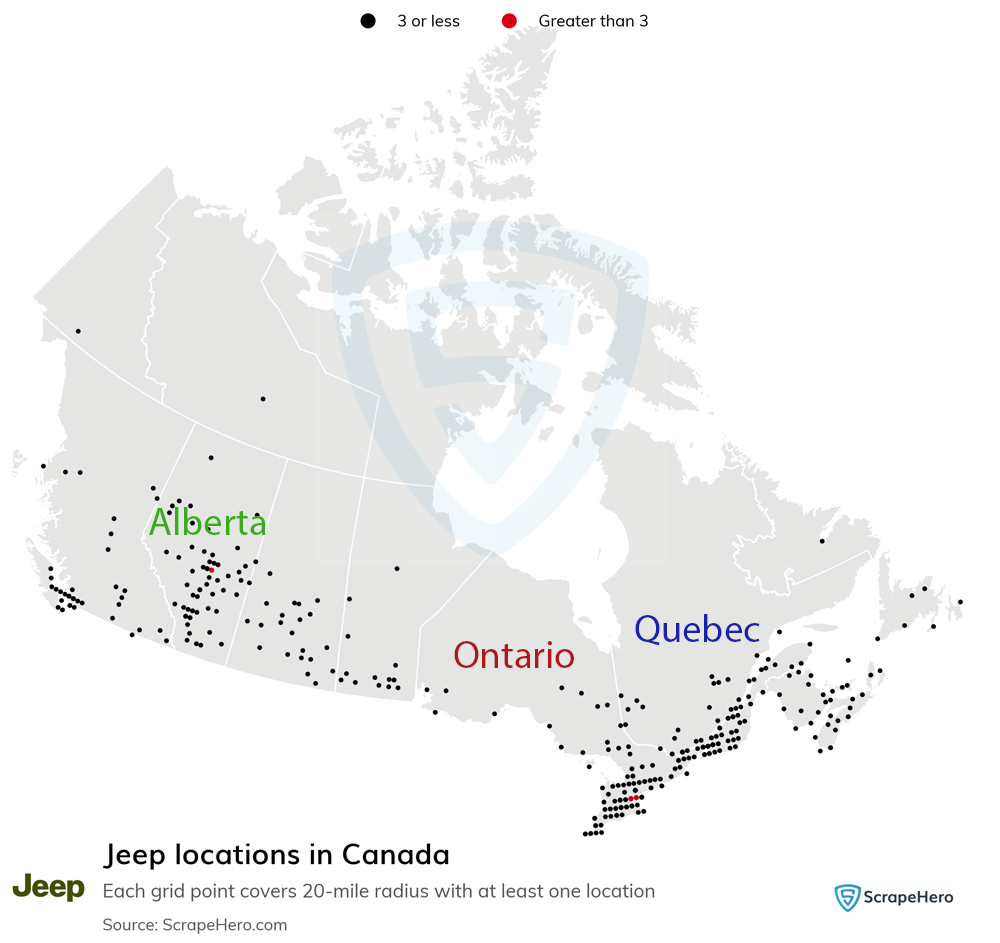 3 or less Greater than 3
Alberta
Quebec
Ontario
Jeep locations in Canada
Jeep Each grid point covers 20-mile radius with at least one location
ScrapeHero
Source: ScrapeHero.com